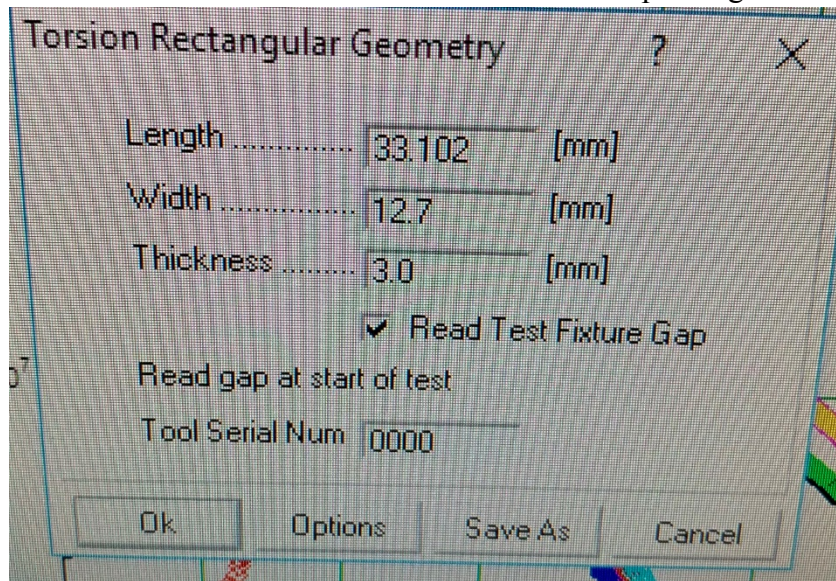 Torsion Rectangular Geometry ? X
Length .............. 33.102 [mm]
Width ................ 12.7 [mm]
Thickness ......... 3.0 [mm]
✓ Read Test Fixture Gap
Read gap at start of test
Tool Serial Num 0000
Ok Options Save As Cancel